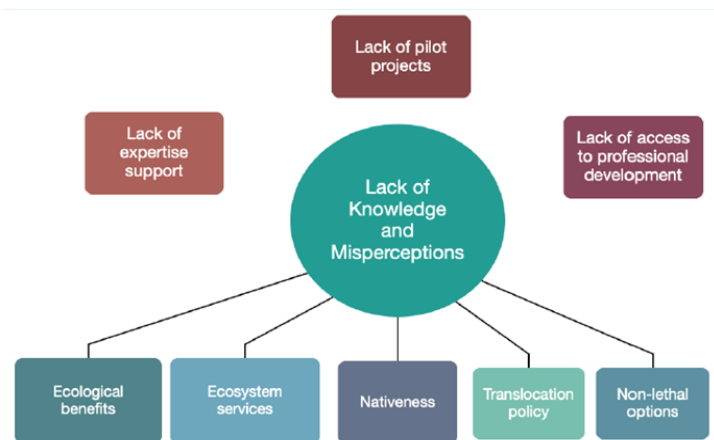 Lack of pilot
projects
Lack of
expertise
support
Lack of access
to professional
development
Lack of
Knowledge
and
Misperceptions
Ecological
benefits
Ecosystem
services
Nativeness
Translocation
policy
Non-lethal
options